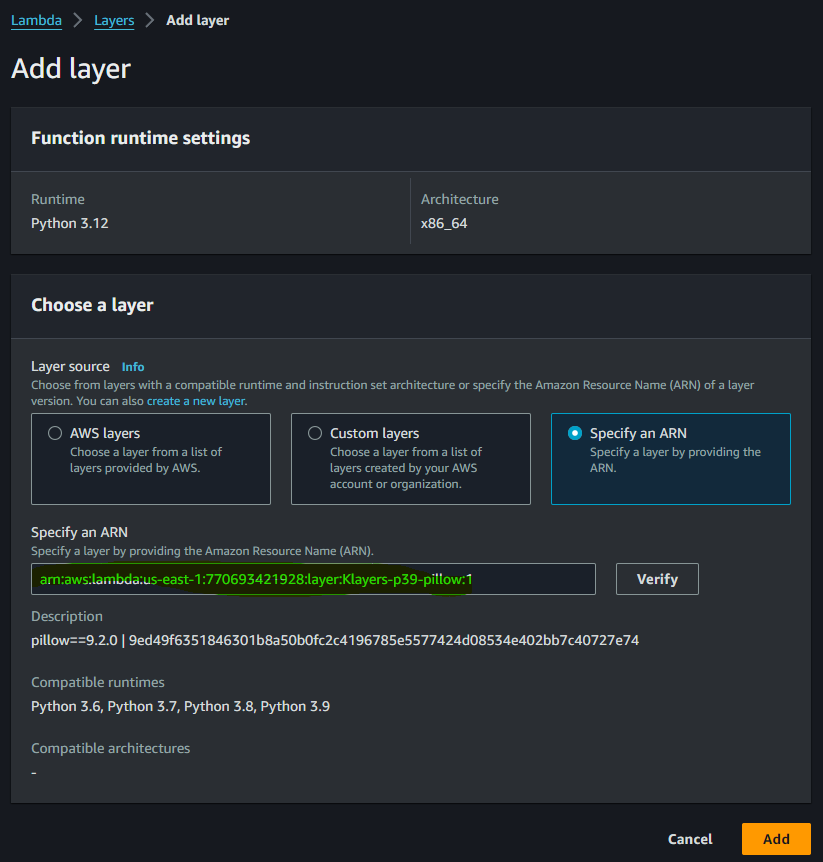 Lambda > Layers > Add layer
Add layer
Function runtime settings
Runtime
Python 3.12
Architecture
x86_64
Choose a layer
Layer source Info
Choose from layers with a compatible runtime and instruction set architecture or specify the Amazon Resource Name (ARN) of a layer
version. You can also create a new layer.
AWS layers
Choose a layer from a list of
layers provided by AWS.
Custom layers
Choose a layer from a list of
layers created by your AWS
account or organization.
Specify an ARN
Specify a layer by providing the
ARN.
Specify an ARN
Specify a layer by providing the Amazon Resource Name (ARN).
arn:aws:lambda:us-east-1:770693421928:layer:Klayers-p39-pillow:1
Verify
Description
pillow==9.2.0 | 9ed49f6351846301b8a50b0fc2c4196785e5577424d08534e402bb7c40727e74
Compatible runtimes
Python 3.6, Python 3.7, Python 3.8, Python 3.9
Compatible architectures
-
Cancel
Add